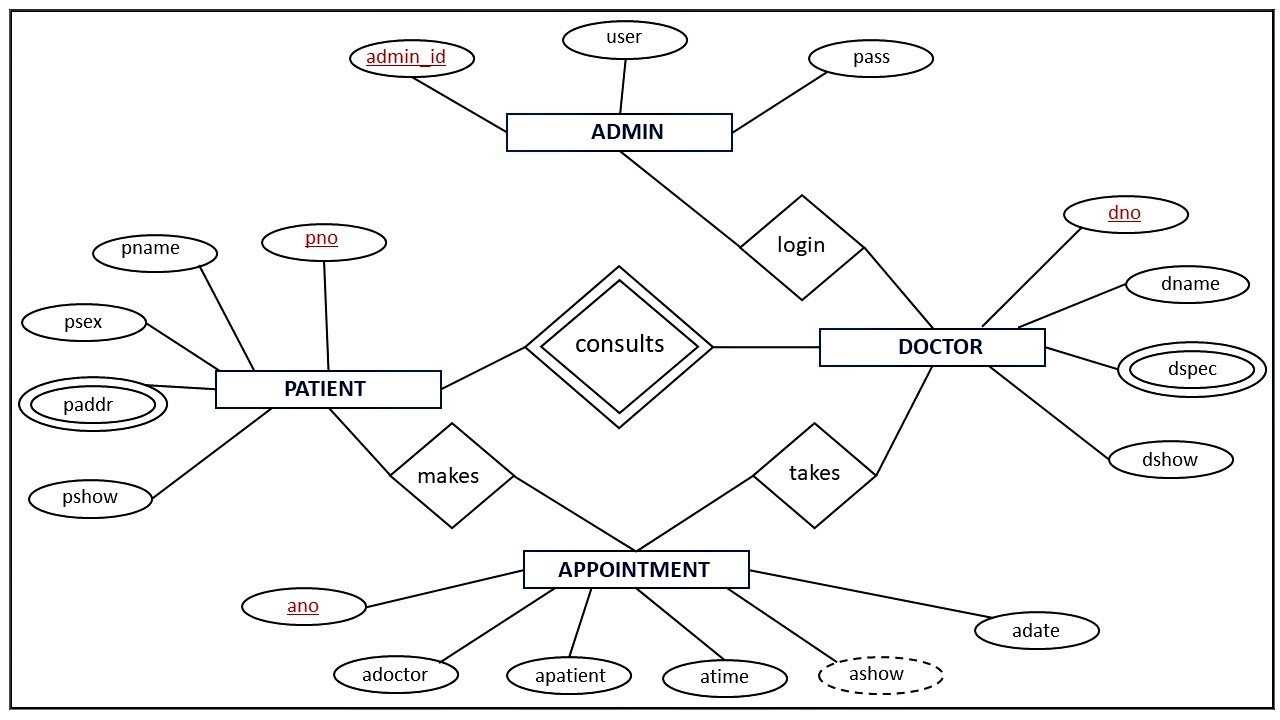 user
admin_id
pass
ADMIN
dno
login
pname
pno
dname
psex
consults
DOCTOR
dspec
PATIENT
paddr
dshow
makes
takes
pshow
APPOINTMENT
ano
adate
adoctor
apatient
atime
ashow